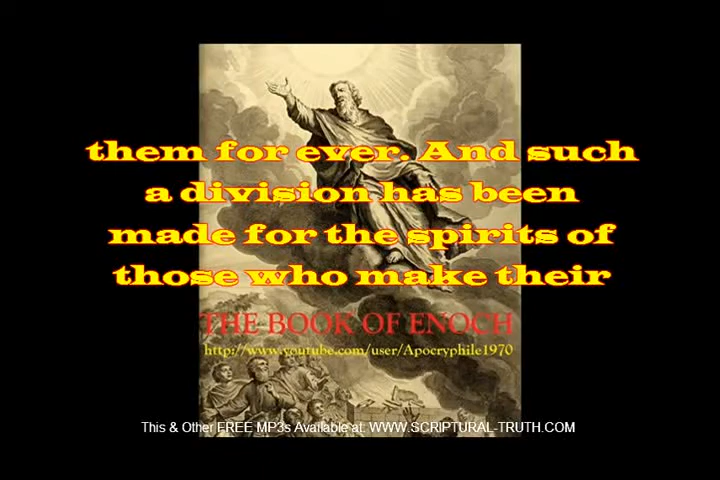 them for ever. And such
a division has been
made for the spirits of
those who make their
THE BOOK OF ENOCH
http://www.youtube.com/user/Apocryphile1970
This & Other FREE MP3s Available at: WWW.SCRIPTURAL-TRUTH.COM